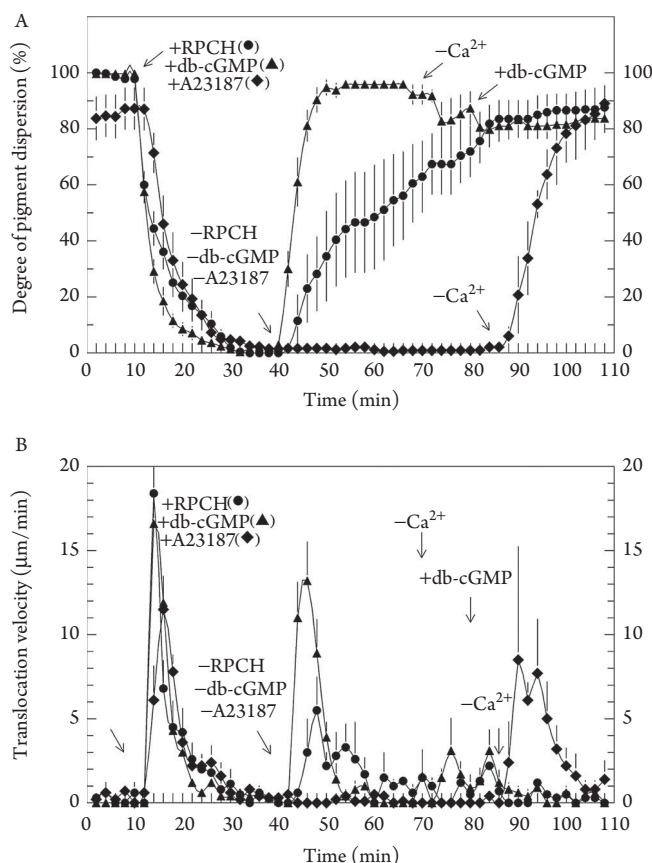 A
+RPCH(●)
+db-cGMP(▲)
+A23187(◆)
−Ca2+
+db-cGMP
100
80
60
40
20
0
100
80
60
40
20
0
Degree of pigment dispersion (%)
−RPCH
−db-cGMP
−A23187
−Ca2+
0 10 20 30 40 50 60 70 80 90 100 110
Time (min)
B
20
15
10
5
0
20
15
10
5
0
Translocation velocity (μm/min)
+RPCH(●)
+db-cGMP(▲)
+A23187(◆)
−Ca2+
+db-cGMP
−RPCH
−db-cGMP
−A23187
−Ca2+
0 10 20 30 40 50 60 70 80 90 100 110
Time (min)